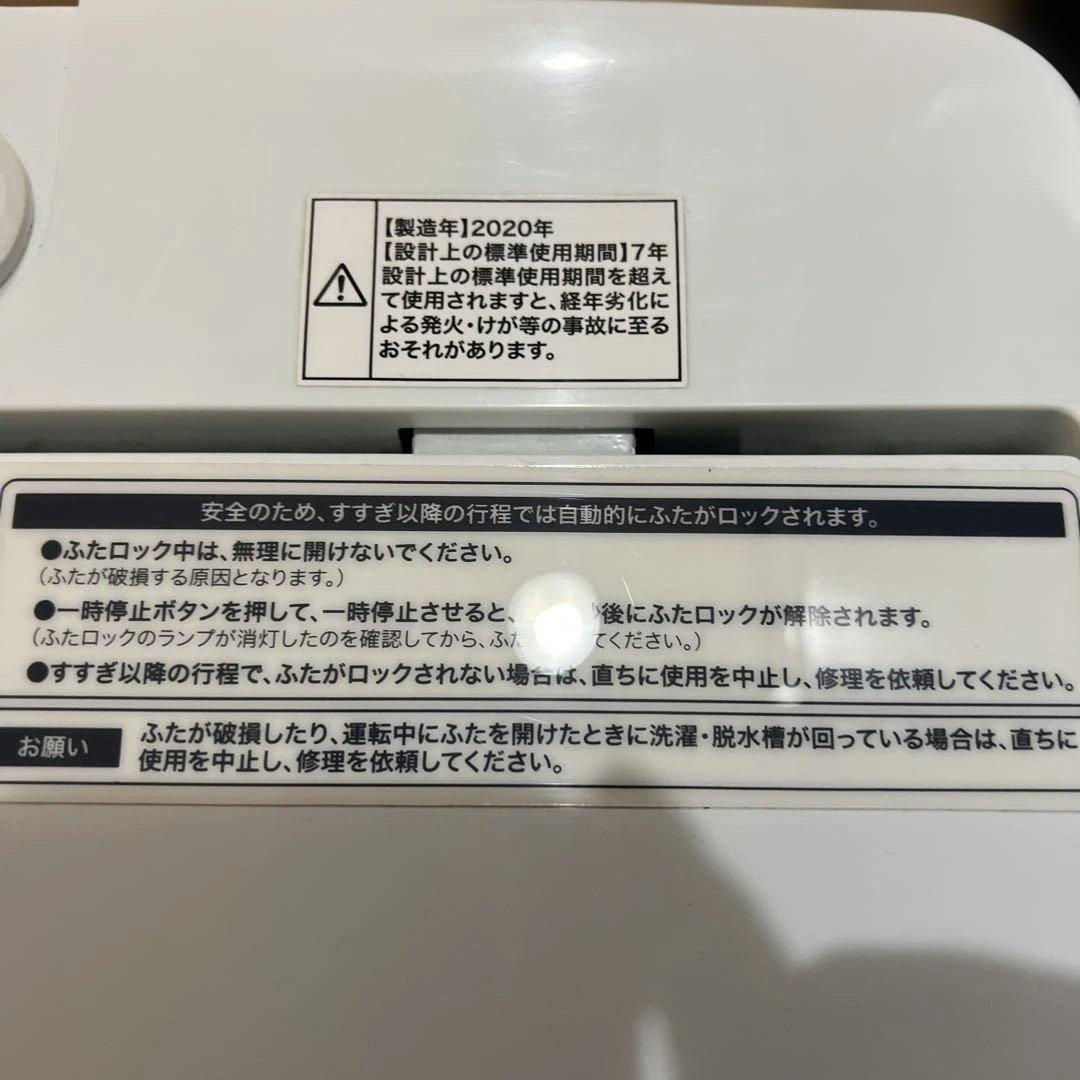 【製造年】2020年
【設計上の標準使用期間】7年
設計上の標準使用期間を超え
て使用されますと、経年劣化に
よる発火・けが等の事故に至る
おそれがあります。
安全のため、すすぎ以降の行程では自動的にふたがロックされます。
●ふたロック中は、無理に開けないでください。
（ふたが破損する原因となります。）
●一時停止ボタンを押して、一時停止させると、 秒後にふたロックが解除されます。
（ふたロックのランプが消灯したのを確認してから、ふた てください。）
●すすぎ以降の行程で、ふたがロックされない場合は、直ちに使用を中止し、修理を依頼してください。
お願い
ふたが破損したり、運転中にふたを開けたときに洗濯・脱水槽が回っている場合は、直ちに
使用を中止し、修理を依頼してください。